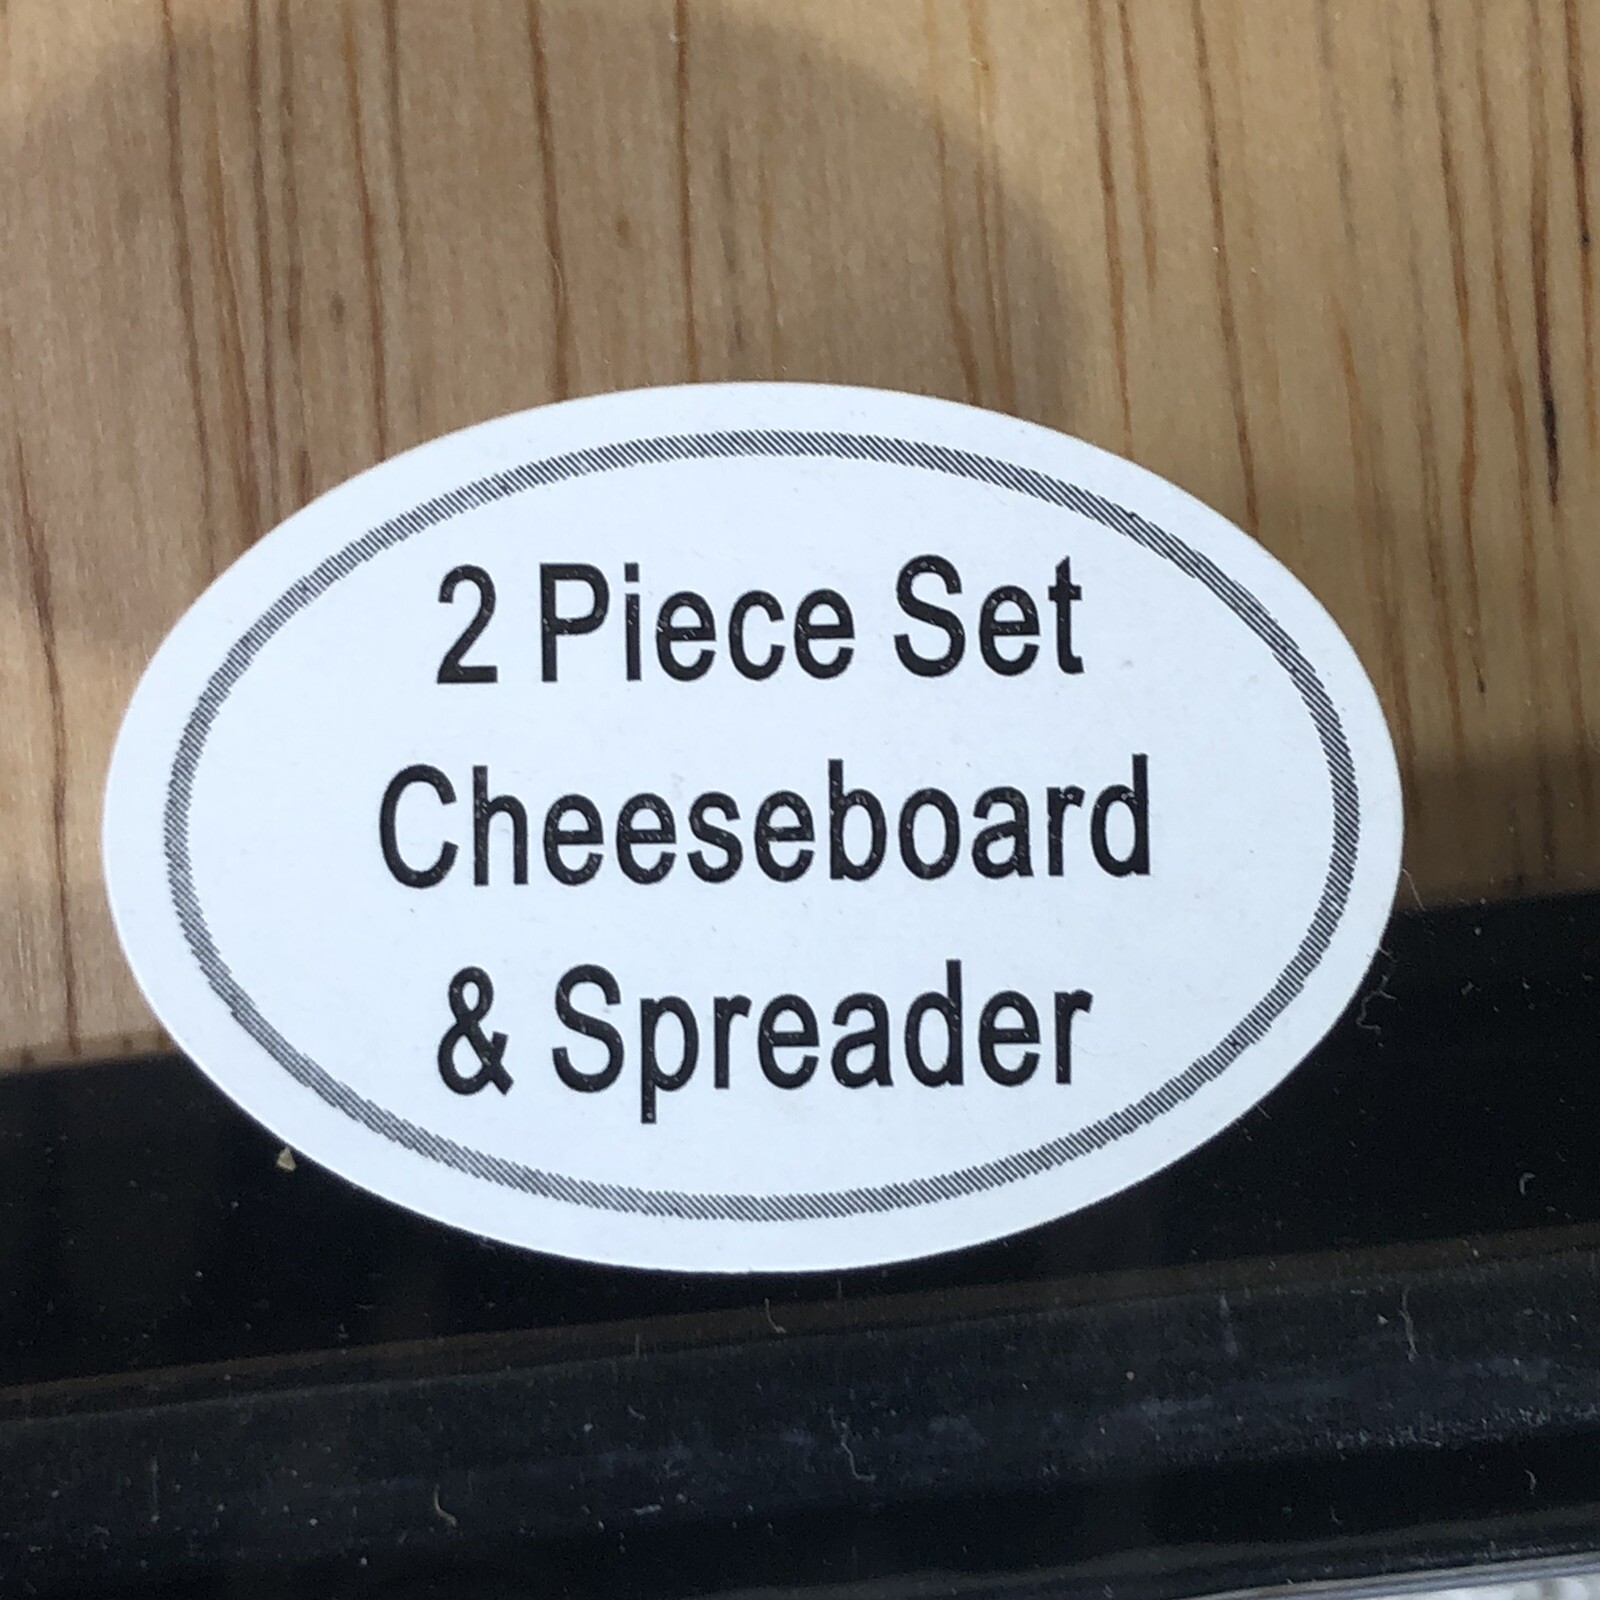 2 Piece Set
Cheeseboard
& Spreader